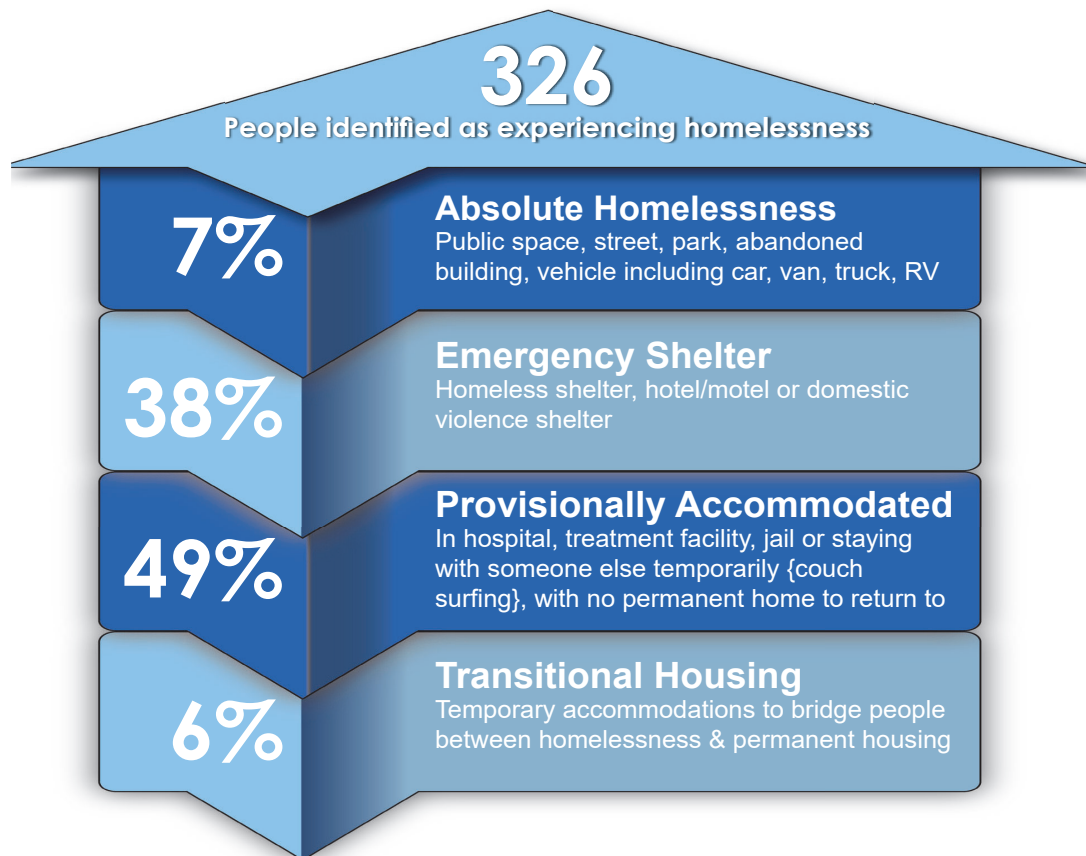 326
People identified as experiencing homelessness
7%
Absolute Homelessness
Public space, street, park, abandoned
building, vehicle including car, van, truck, RV
38%
Emergency Shelter
Homeless shelter, hotel/motel or domestic
violence shelter
49%
Provisionally Accommodated
In hospital, treatment facility, jail or staying
with someone else temporarily {couch
surfing}, with no permanent home to return to
6%
Transitional Housing
Temporary accommodations to bridge people
between homelessness & permanent housing